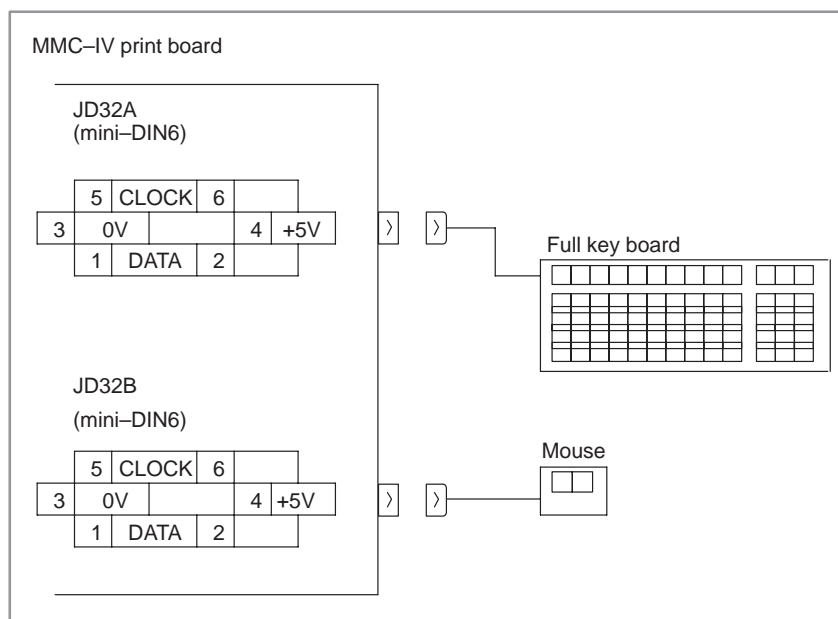 MMC–IV print board
JD32A
(mini–DIN6)
5 CLOCK 6
3 0V 4 +5V
1 DATA 2
Full key board
JD32B
(mini–DIN6)
5 CLOCK 6
3 0V 4 +5V
1 DATA 2
Mouse